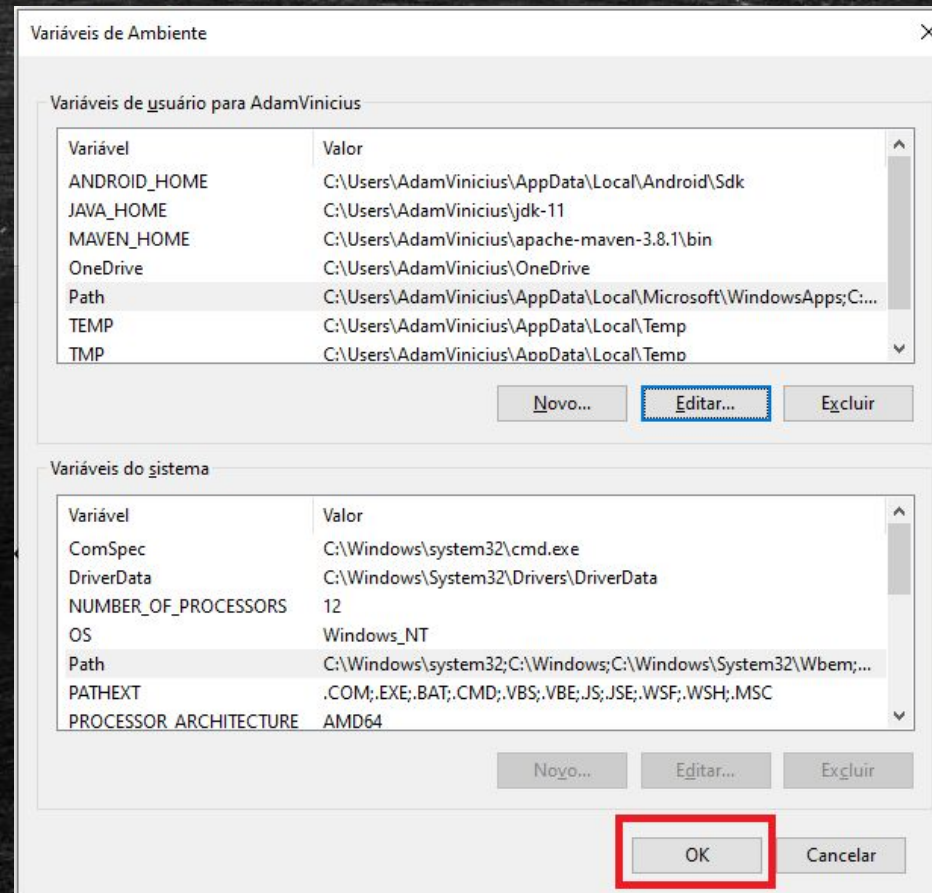 Variáveis de Ambiente
Variáveis de usuário para AdamVinicius
Variável Valor
ANDROID_HOME C:\Users\AdamVinicius\AppData\Local\Android\Sdk
JAVA_HOME C:\Users\AdamVinicius\jdk-11
MAVEN_HOME C:\Users\AdamVinicius\apache-maven-3.8.1\bin
OneDrive C:\Users\AdamVinicius\OneDrive
Path C:\Users\AdamVinicius\AppData\Local\Microsoft\WindowsApps;C:...
TEMP C:\Users\AdamVinicius\AppData\Local\Temp
TMP C:\Users\AdamVinicius\AppData\Local\Temp
Novo... Editar... Excluir
Variáveis do sistema
Variável Valor
ComSpec C:\Windows\system32\cmd.exe
DriverData C:\Windows\System32\Drivers\DriverData
NUMBER_OF_PROCESSORS 12
OS Windows_NT
Path C:\Windows\system32;C:\Windows;C:\Windows\System32\Wbem;...
PATHEXT .COM;.EXE;.BAT;.CMD;.VBS;.VBE;.JS;.JSE;.WSF;.WSH;.MSC
PROCESSOR_ARCHITECTURE AMD64
Novo... Editar... Excluir
OK Cancelar